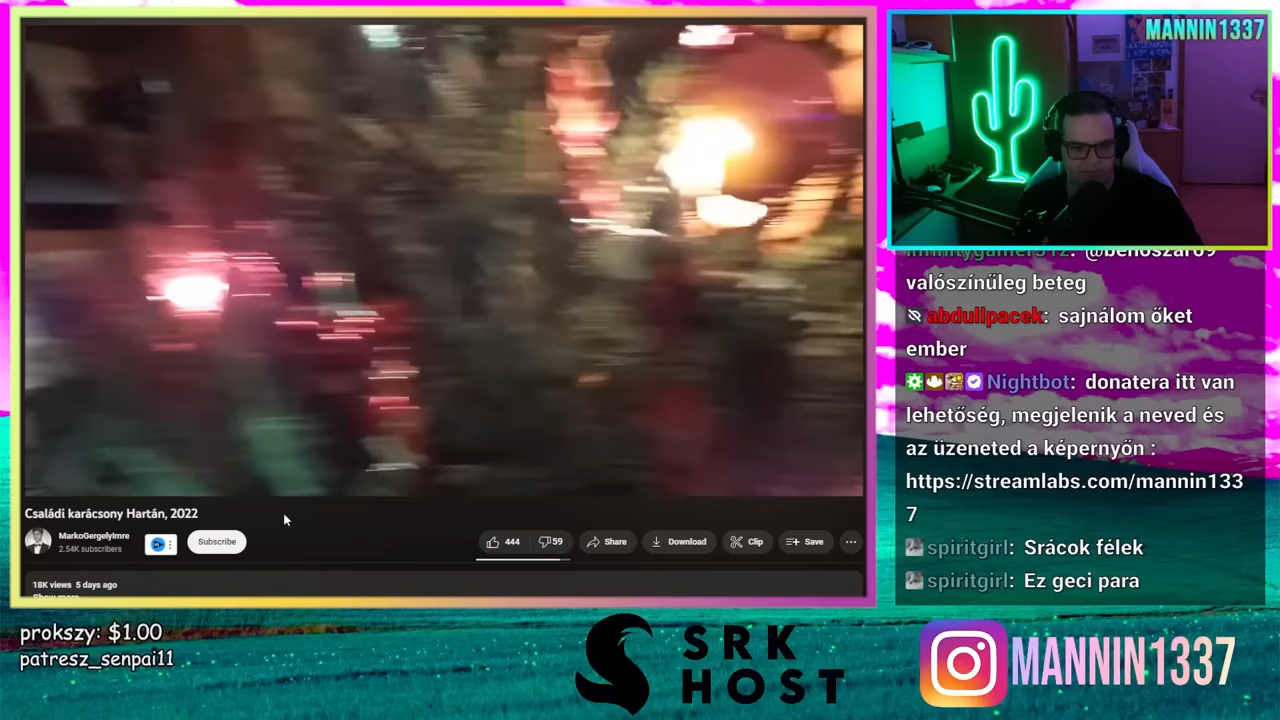 MANNIN1337
Családi karácsony Hartán, 2022
MarkoGergelyImre
2.54K subscribers
Subscribe
444
59
Share
Download
Clip
Save
18K views 5 days ago
Show more
valószínűleg beteg
abdullpacek: sajnálom őket
ember
Nightbot: donatera itt van
lehetőség, megjelenik a neved és
az üzeneted a képernyőn :
https://streamlabs.com/mannin133
7
spiritgirl: Srácok félek
spiritgirl: Ez geci para
prokszy: $1.00
patresz_senpai11
SRK
HOST
MANNIN1337